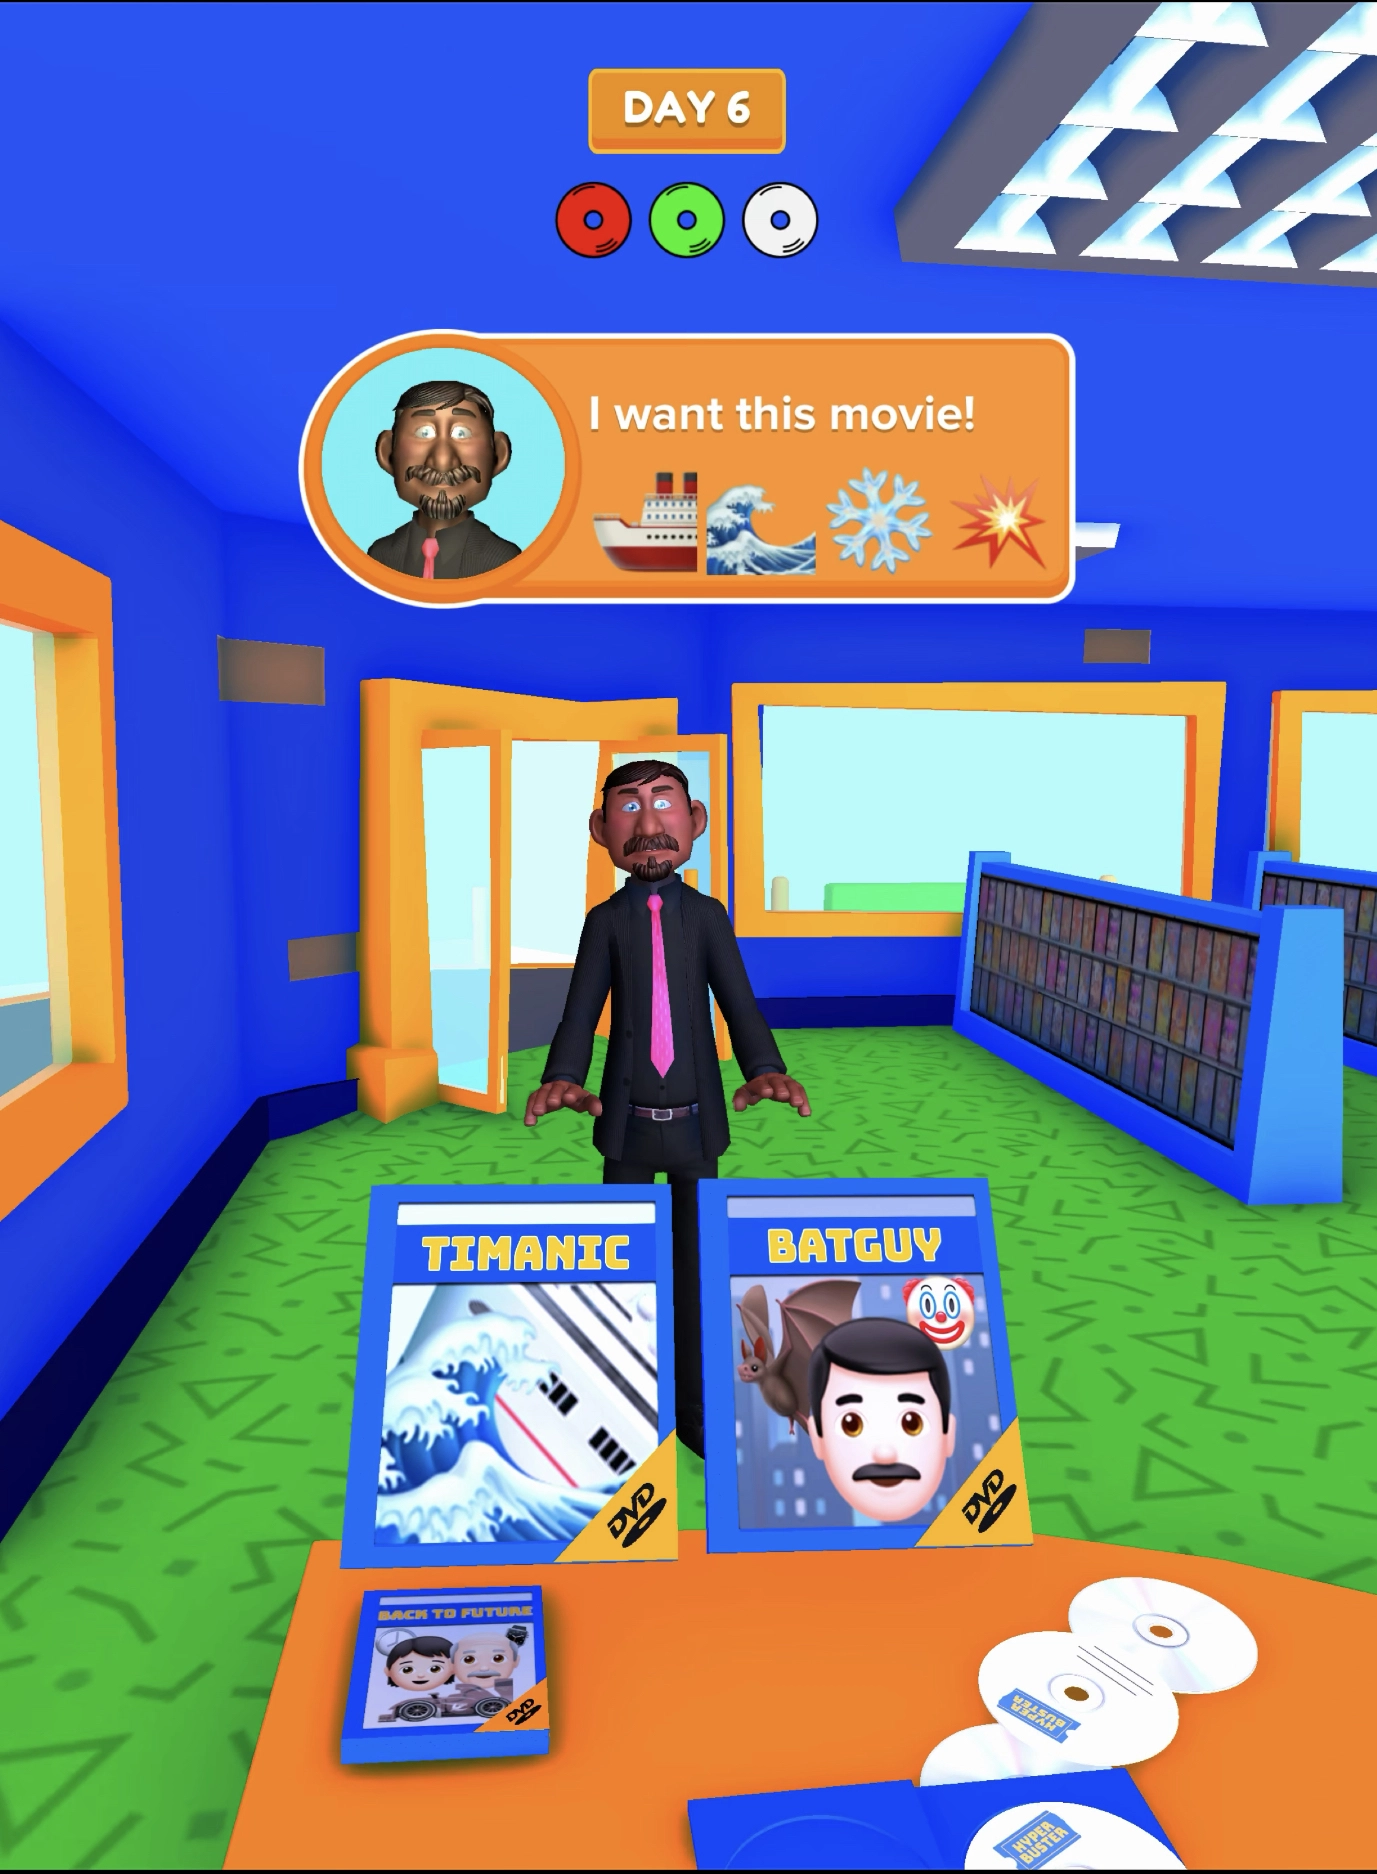 DAY 6
I want this movie!
TIMANIC
BATGUY
DVD
DVD
BACK TO FUTURE
DVD
HYPER
BUSTER
HYPER
BUSTER